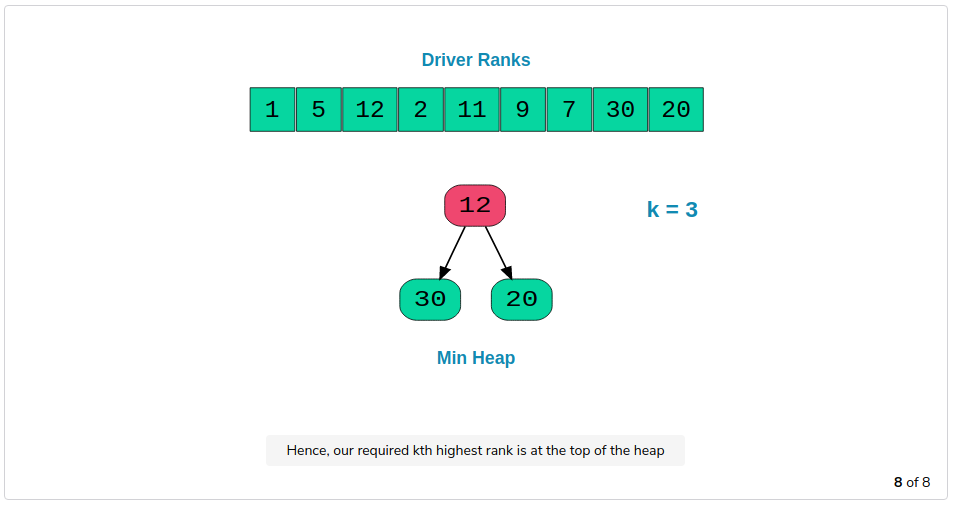 Driver Ranks
1 5 12 2 11 9 7 30 20
12
k = 3
30 20
Min Heap
Hence, our required kth highest rank is at the top of the heap
8 of 8